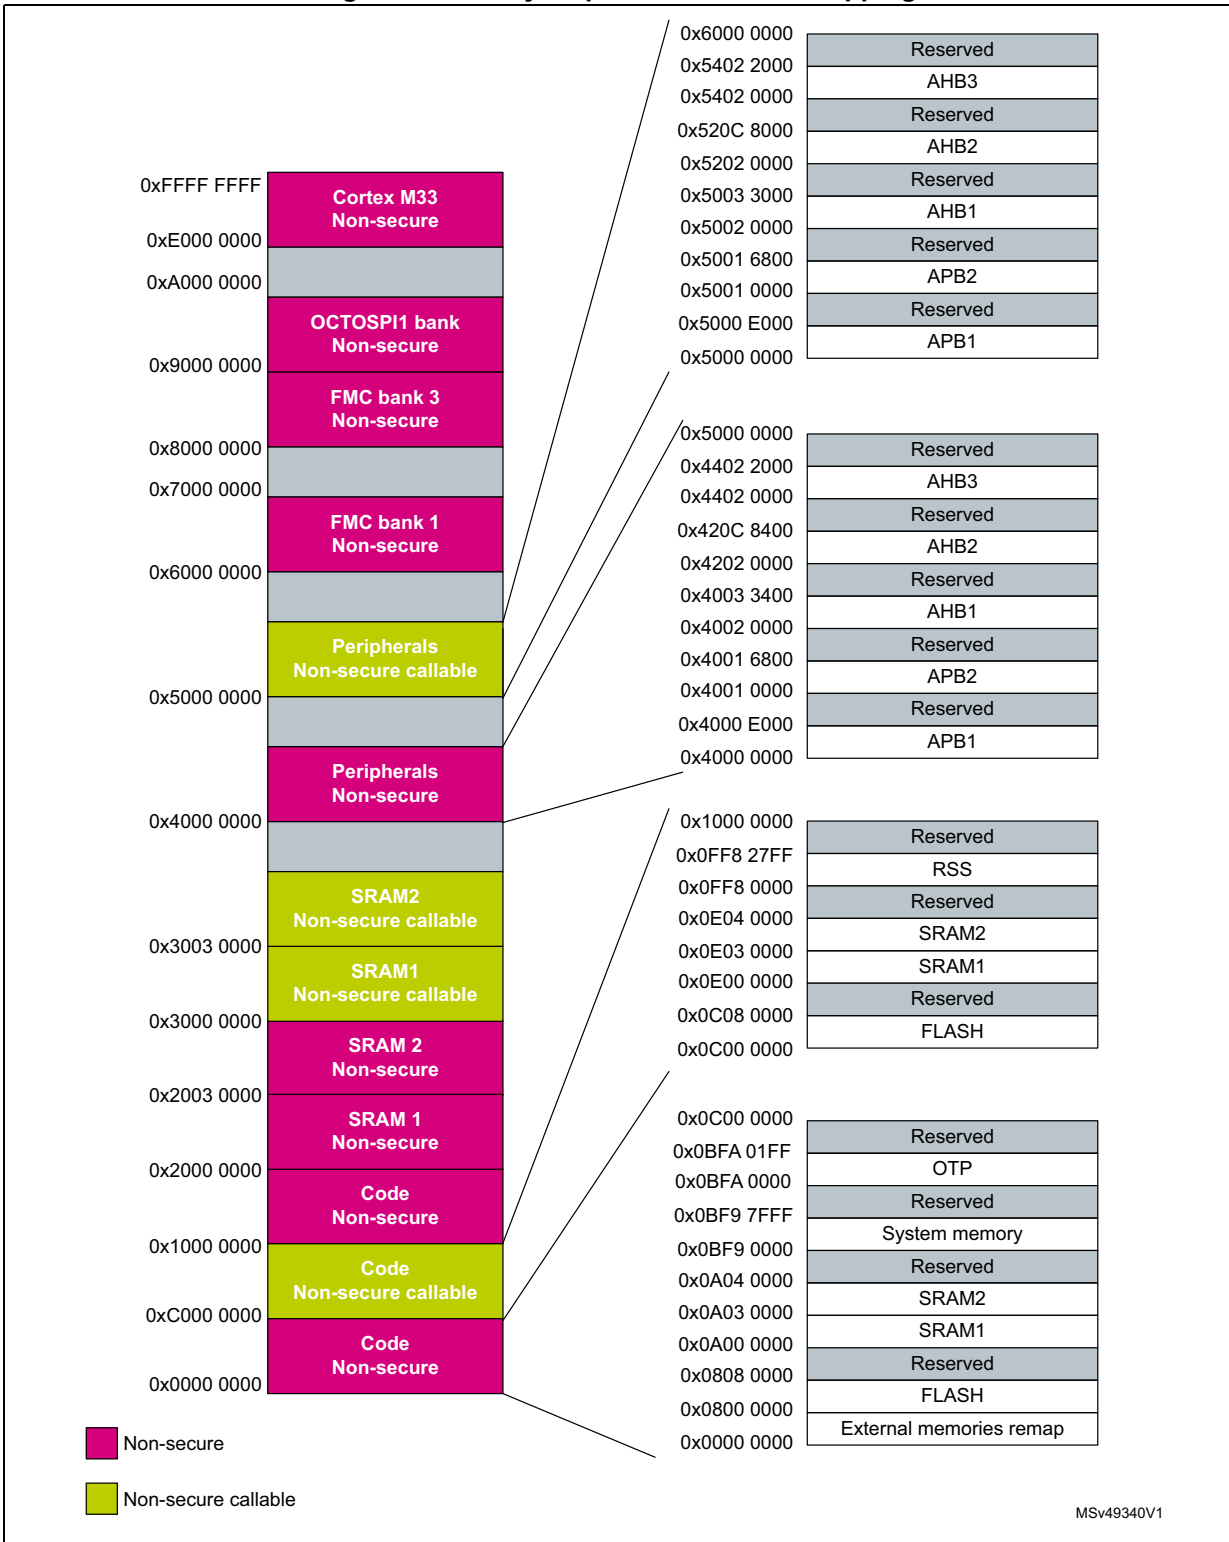 0xFFFF FFFF
Cortex M33
Non-secure
0xE000 0000
0xA000 0000
OCTOSPI1 bank
Non-secure
0x9000 0000
FMC bank 3
Non-secure
0x8000 0000
0x7000 0000
FMC bank 1
Non-secure
0x6000 0000
Peripherals
Non-secure callable
0x5000 0000
Peripherals
Non-secure
0x4000 0000
SRAM2
Non-secure callable
0x3003 0000
SRAM1
Non-secure callable
0x3000 0000
SRAM 2
Non-secure
0x2003 0000
SRAM 1
Non-secure
0x2000 0000
Code
Non-secure
0x1000 0000
Code
Non-secure callable
0xC000 0000
Code
Non-secure
0x0000 0000
Non-secure
Non-secure callable
0x6000 0000
Reserved
0x5402 2000
AHB3
0x5402 0000
Reserved
0x520C 8000
AHB2
0x5202 0000
Reserved
0x5003 3000
AHB1
0x5002 0000
Reserved
0x5001 6800
APB2
0x5001 0000
Reserved
0x5000 E000
APB1
0x5000 0000
0x5000 0000
Reserved
0x4402 2000
AHB3
0x4402 0000
Reserved
0x420C 8400
AHB2
0x4202 0000
Reserved
0x4003 3400
AHB1
0x4002 0000
Reserved
0x4001 6800
APB2
0x4001 0000
Reserved
0x4000 E000
APB1
0x4000 0000
0x1000 0000
Reserved
0x0FF8 27FF
RSS
0x0FF8 0000
Reserved
0x0E04 0000
SRAM2
0x0E03 0000
SRAM1
0x0E00 0000
Reserved
0x0C08 0000
FLASH
0x0C00 0000
0x0C00 0000
Reserved
0x0BFA 01FF
OTP
0x0BFA 0000
Reserved
0x0BF9 7FFF
System memory
0x0BF9 0000
Reserved
0x0A04 0000
SRAM2
0x0A03 0000
SRAM1
0x0A00 0000
Reserved
0x0808 0000
FLASH
0x0800 0000
External memories remap
0x0000 0000
MSv49340V1